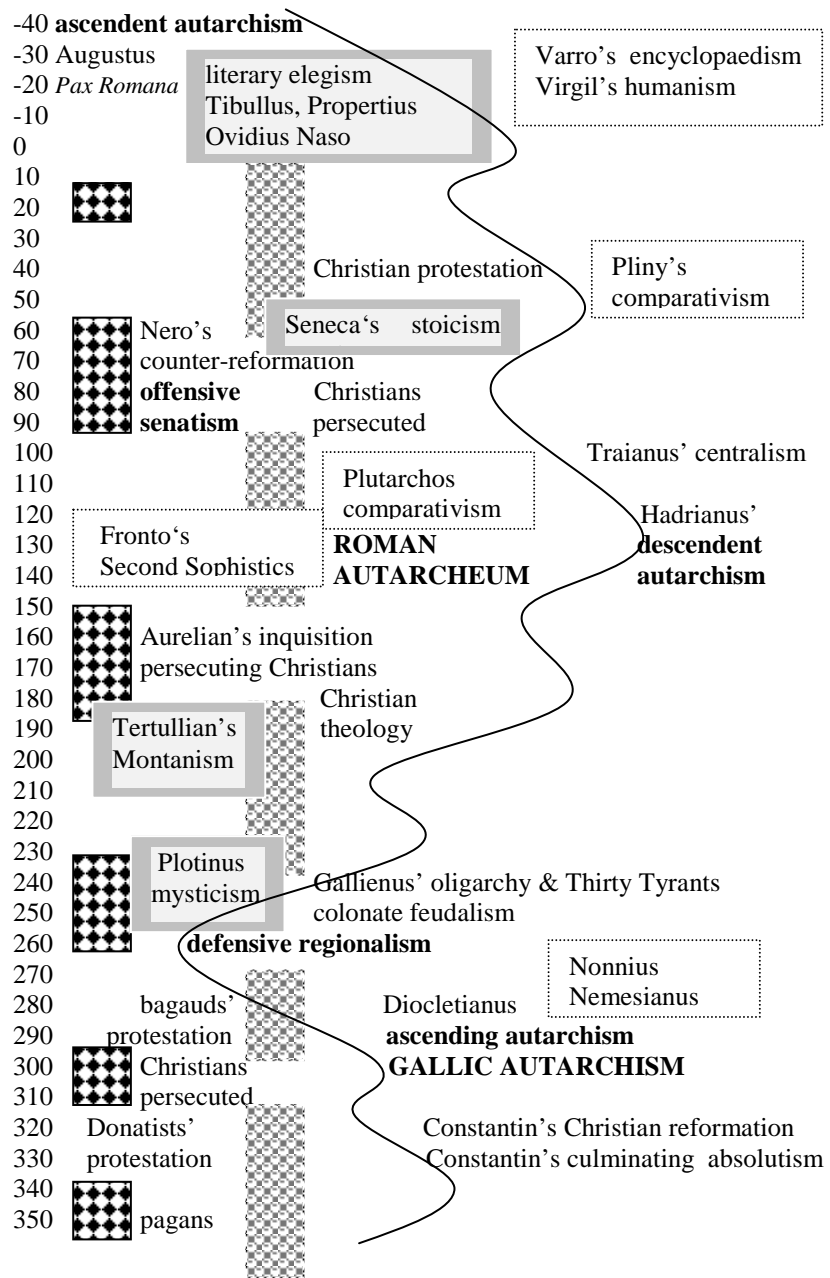 -40 ascendent autarchism
-30 Augustus
-20 Pax Romana
-10
0
literary elegism
Tibullus, Propertius
Ovidius Naso
Varro's encyclopaedism
Virgil's humanism
10
20
30
40 Christian protestation
50
Pliny's
comparativism
60 Nero's
70 counter-reformation
Seneca‘s stoicism
80 offensive Christians
90 senatism persecuted
100 Traianus' centralism
110
Plutarchos
comparativism
120 Hadrianus'
130 ROMAN descendent
140 AUTARCHEUM autarchism
Fronto‘s
Second Sophistics
150
160 Aurelian's inquisition
170 persecuting Christians
180 Christian
190 theology
200
210
Tertullian's
Montanism
220
230
240 Gallienus' oligarchy & Thirty Tyrants
250 colonate feudalism
Plotinus
mysticism
260 defensive regionalism
270
Nonnius
Nemesianus
280 bagauds' Diocletianus
290 protestation ascending autarchism
300 Christians GALLIC AUTARCHISM
310 persecuted
320 Donatists' Constantin's Christian reformation
330 protestation Constantin's culminating absolutism
340
350 pagans